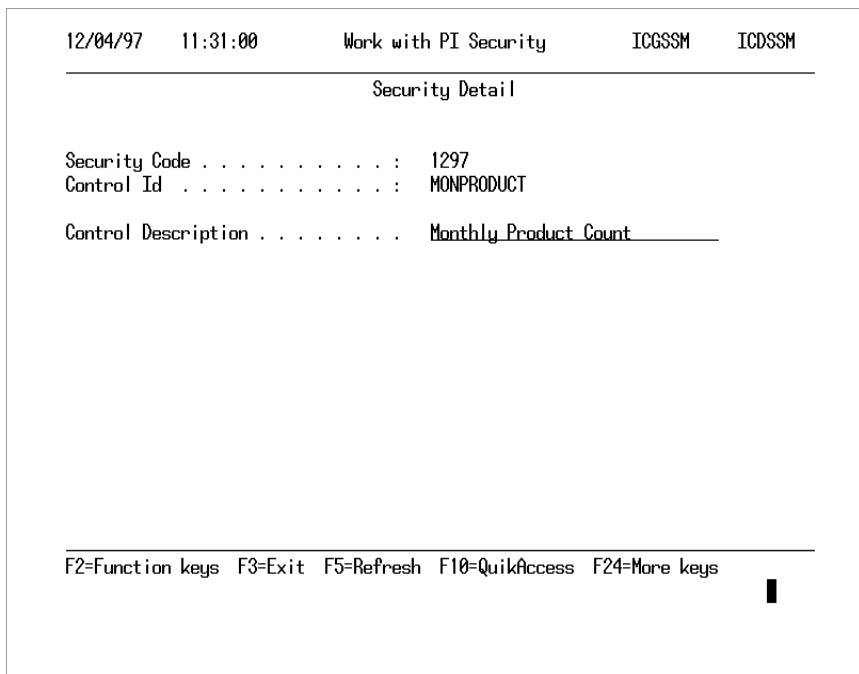 12/04/97 11:31:00 Work with PI Security ICGSSM ICDSSM
Security Detail
Security Code . . . . . . . . . . . : 1297
Control Id . . . . . . . . . . . . : MONPRODUCT
Control Description . . . . . . . . Monthly Product Count
F2=Function keys F3=Exit F5=Refresh F10=QuikAccess F24=More keys